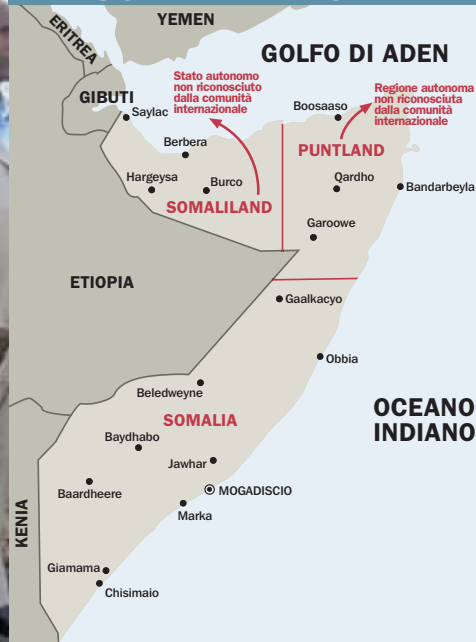 YEMEN
ERITREA
GOLFO DI ADEN
Stato autonomo
non riconosciuto
dalla comunità
internazionale
Regione autonoma
non riconosciuta
dalla comunità
internazionale
GIBUTI
Saylac
Boosaaso
Berbera
PUNTLAND
Hargeysa
Burco
Qardho
Bandarbeyla
SOMALILAND
Garoowe
ETIOPIA
Gaalkacyo
Obbia
Beledweyne
OCEANO
INDIANO
SOMALIA
Baydhabo
Jawhar
Baardheere
MOGADISCIO
Marka
KENIA
Giamama
Chisimaio